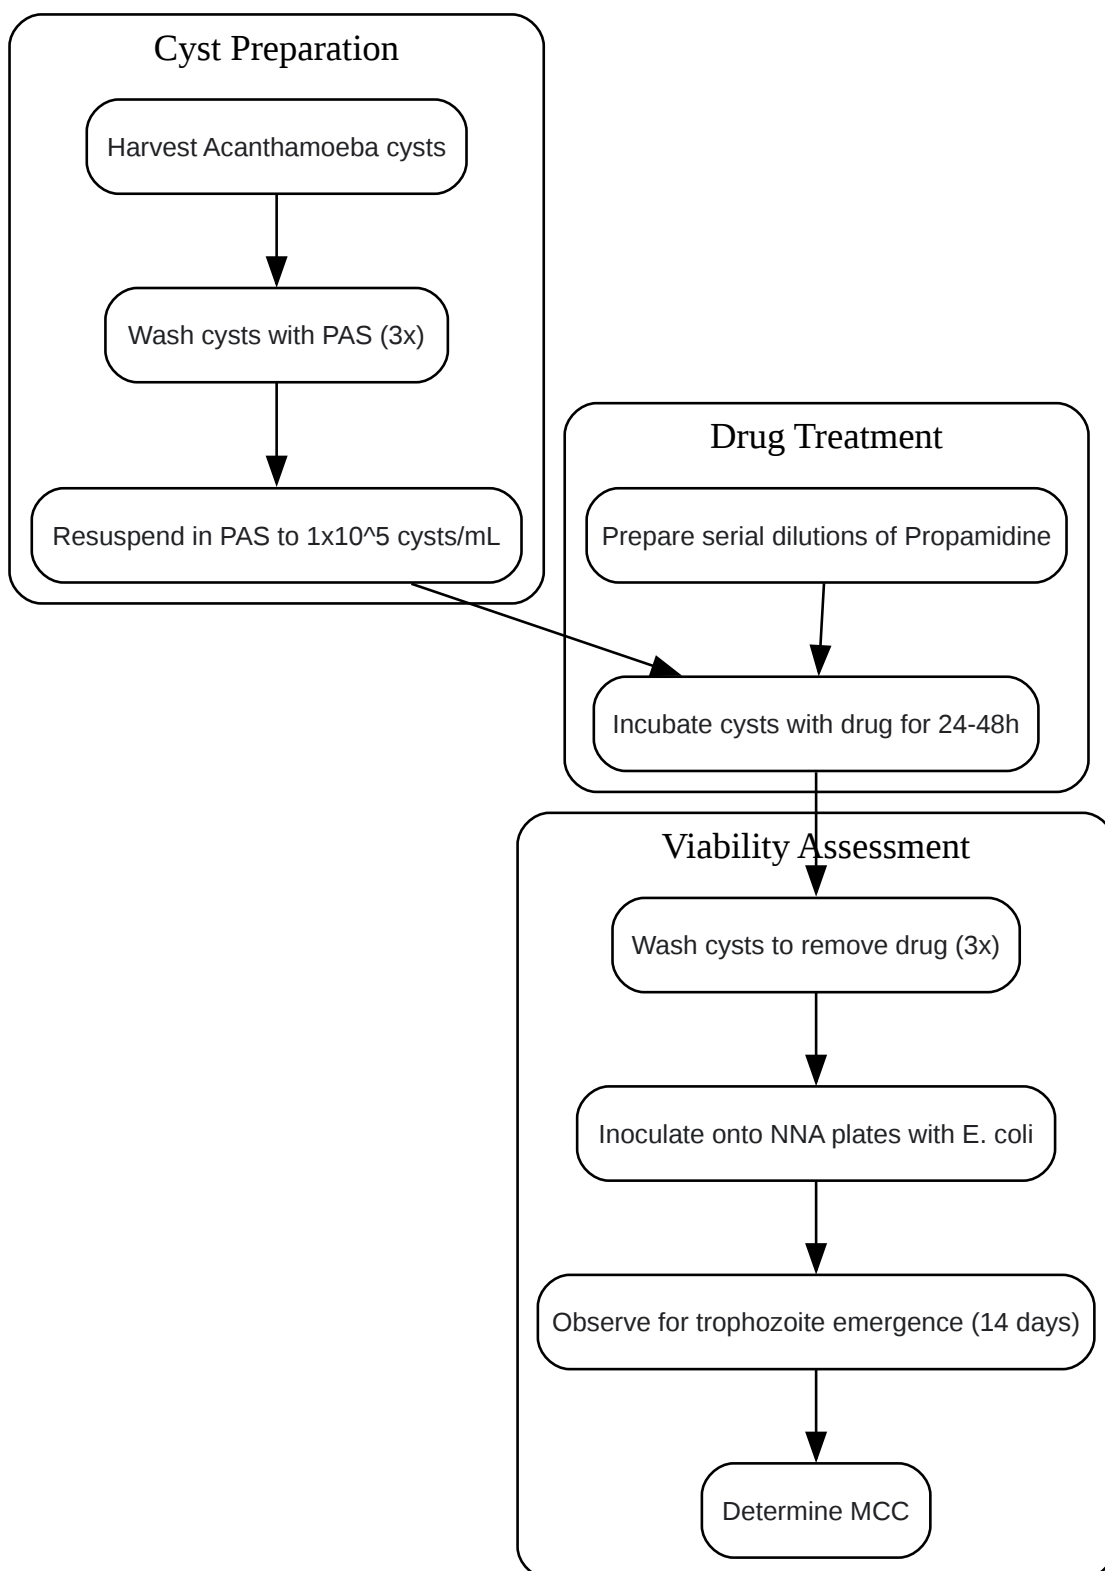 Cyst Preparation
Harvest Acanthamoeba cysts
Wash cysts with PAS (3x)
Resuspend in PAS to 1x10^5 cysts/mL
Drug Treatment
Prepare serial dilutions of Propamidine
Incubate cysts with drug for 24-48h
Viability Assessment
Wash cysts to remove drug (3x)
Inoculate onto NNA plates with E. coli
Observe for trophozoite emergence (14 days)
Determine MCC